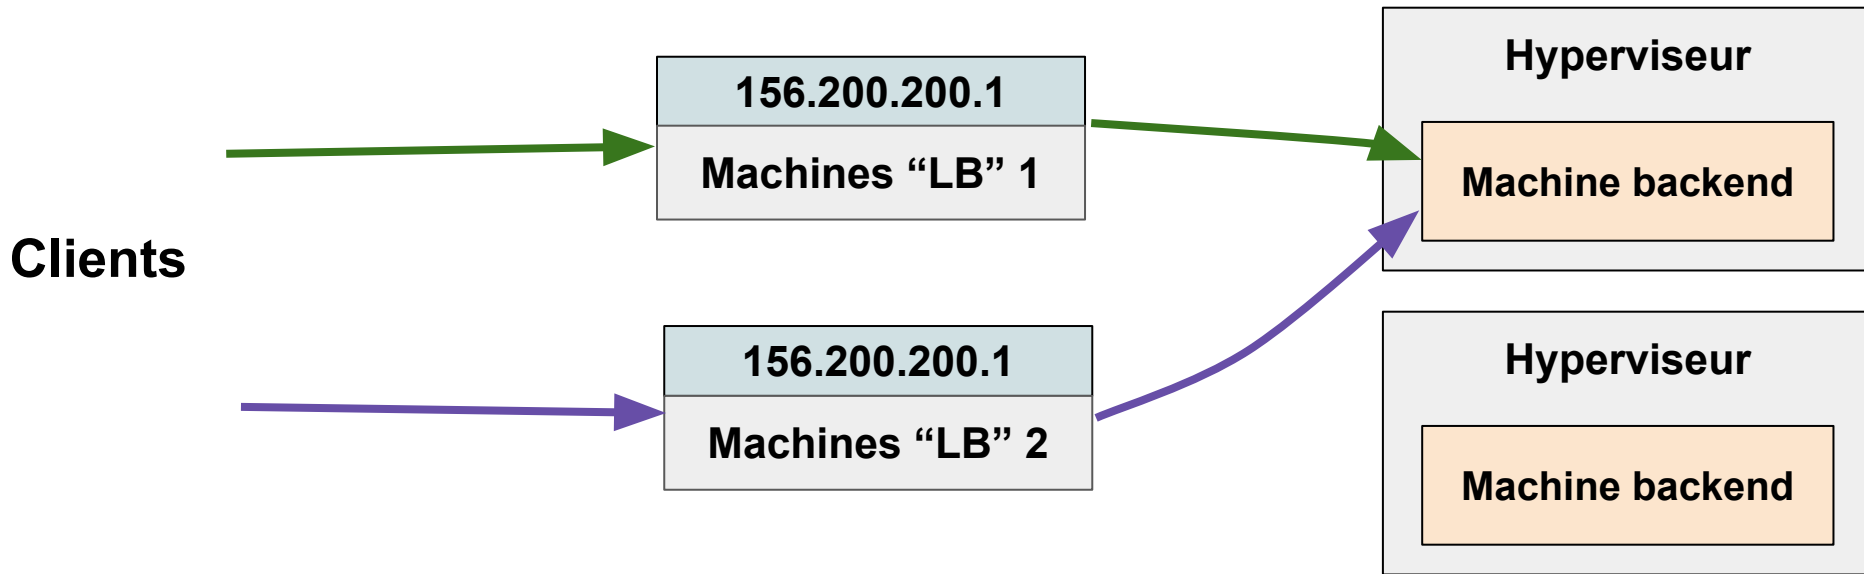 Clients
156.200.200.1
Machines “LB” 1
156.200.200.1
Machines “LB” 2
Hyperviseur
Machine backend
Hyperviseur
Machine backend